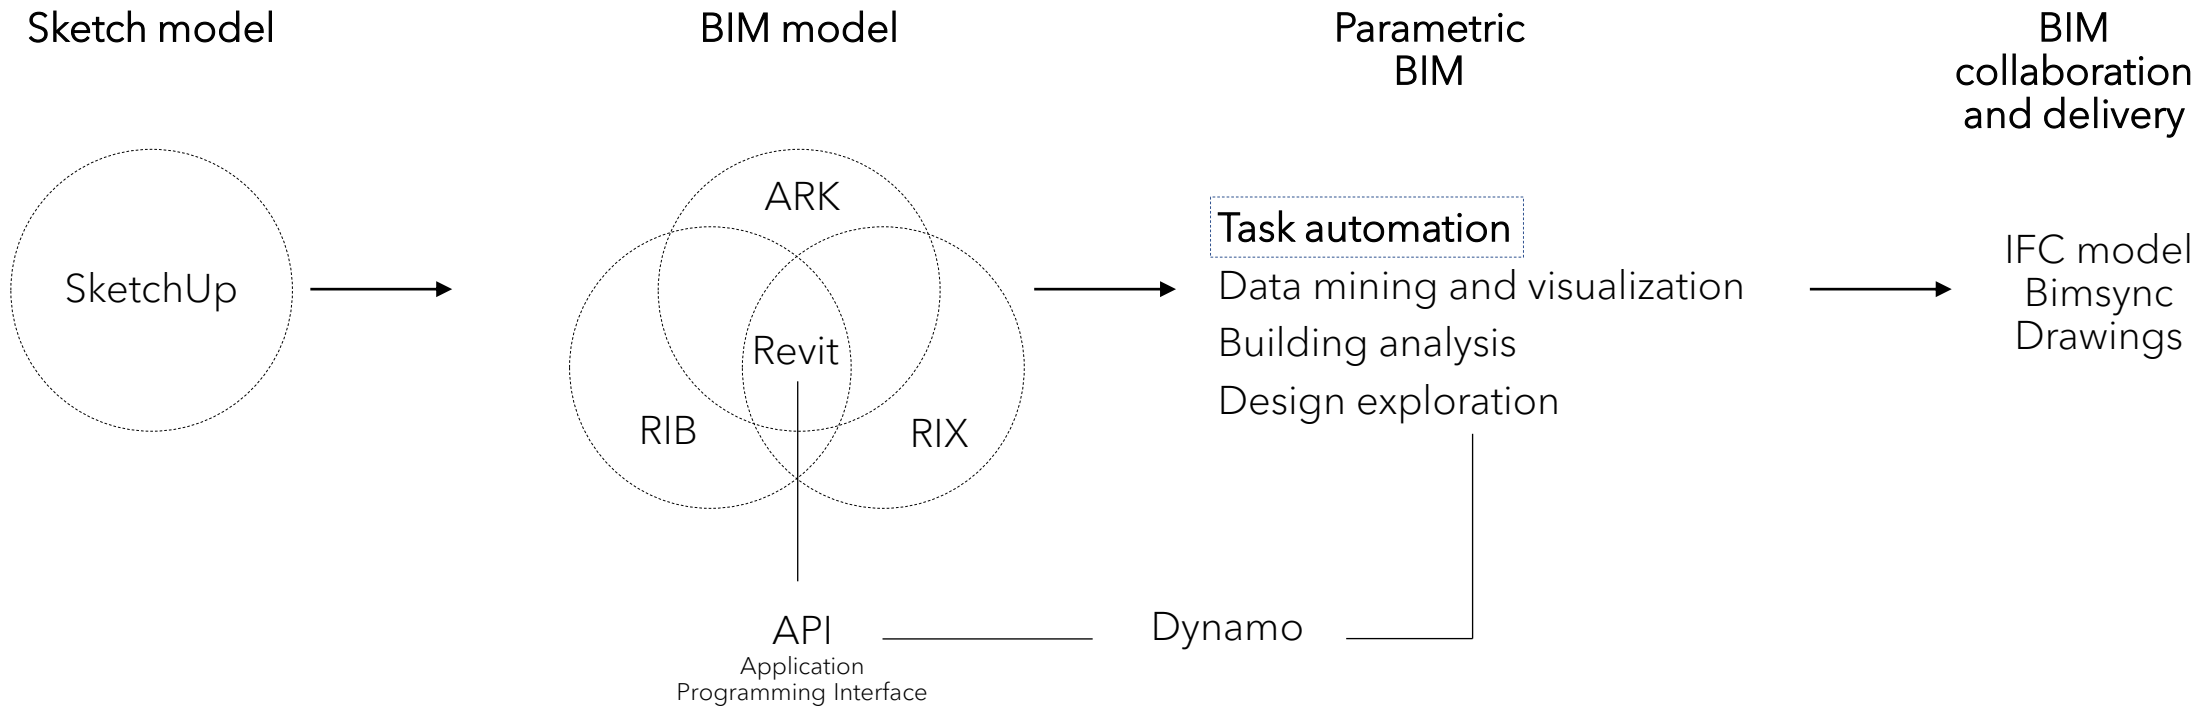 Sketch model
BIM model
Parametric
BIM
BIM
collaboration
and delivery
SketchUp
ARK
Revit
RIB
RIX
API
Application
Programming Interface
Dynamo
Task automation
Data mining and visualization
Building analysis
Design exploration
IFC model
Bimsync
Drawings